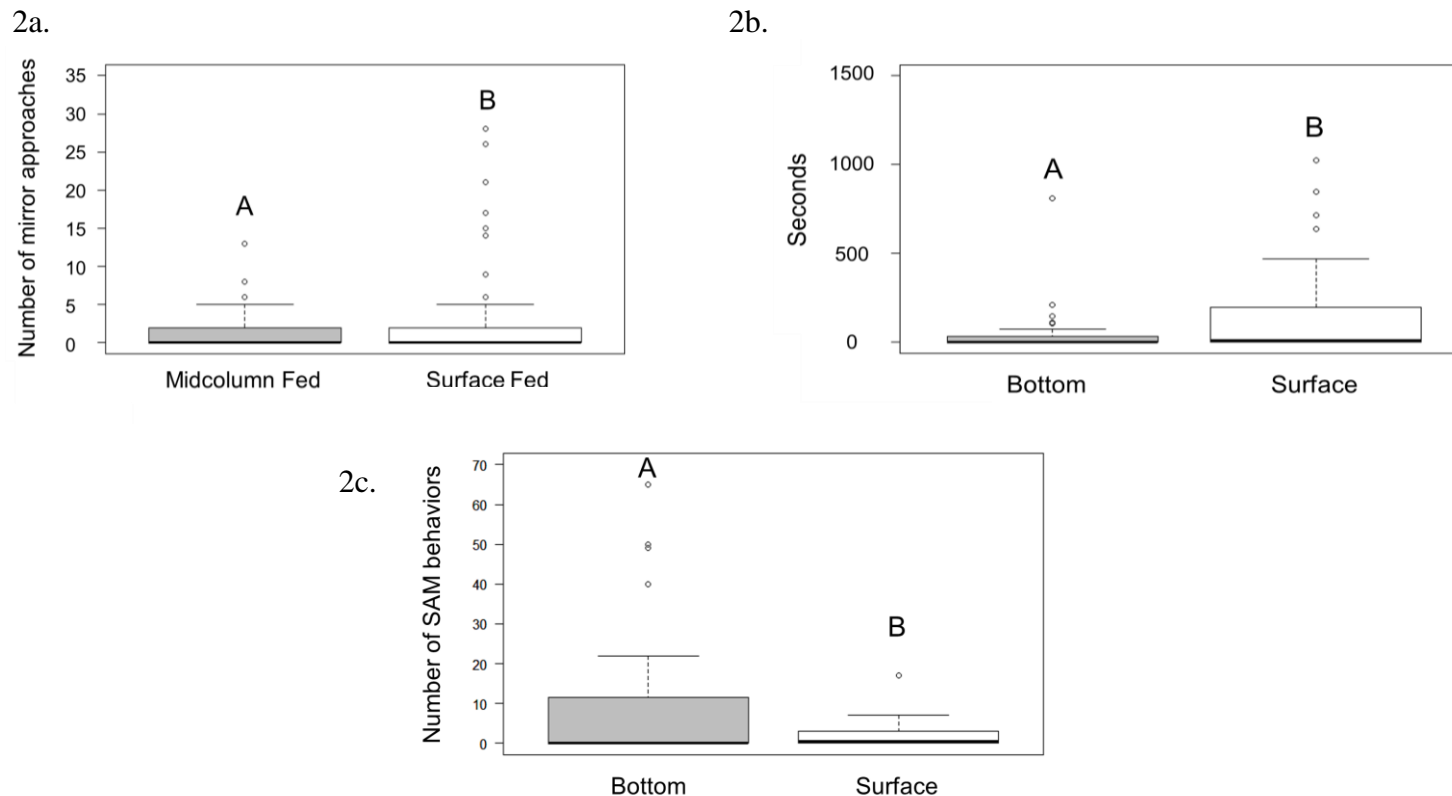 2a.
Number of mirror approaches
35
30
25
20
15
10
5
0
A
B
Midcolumn Fed
Surface Fed
2b.
Seconds
1500
1000
500
0
A
B
Bottom
Surface
2c.
Number of SAM behaviors
70
60
50
40
30
20
10
0
A
B
Bottom
Surface